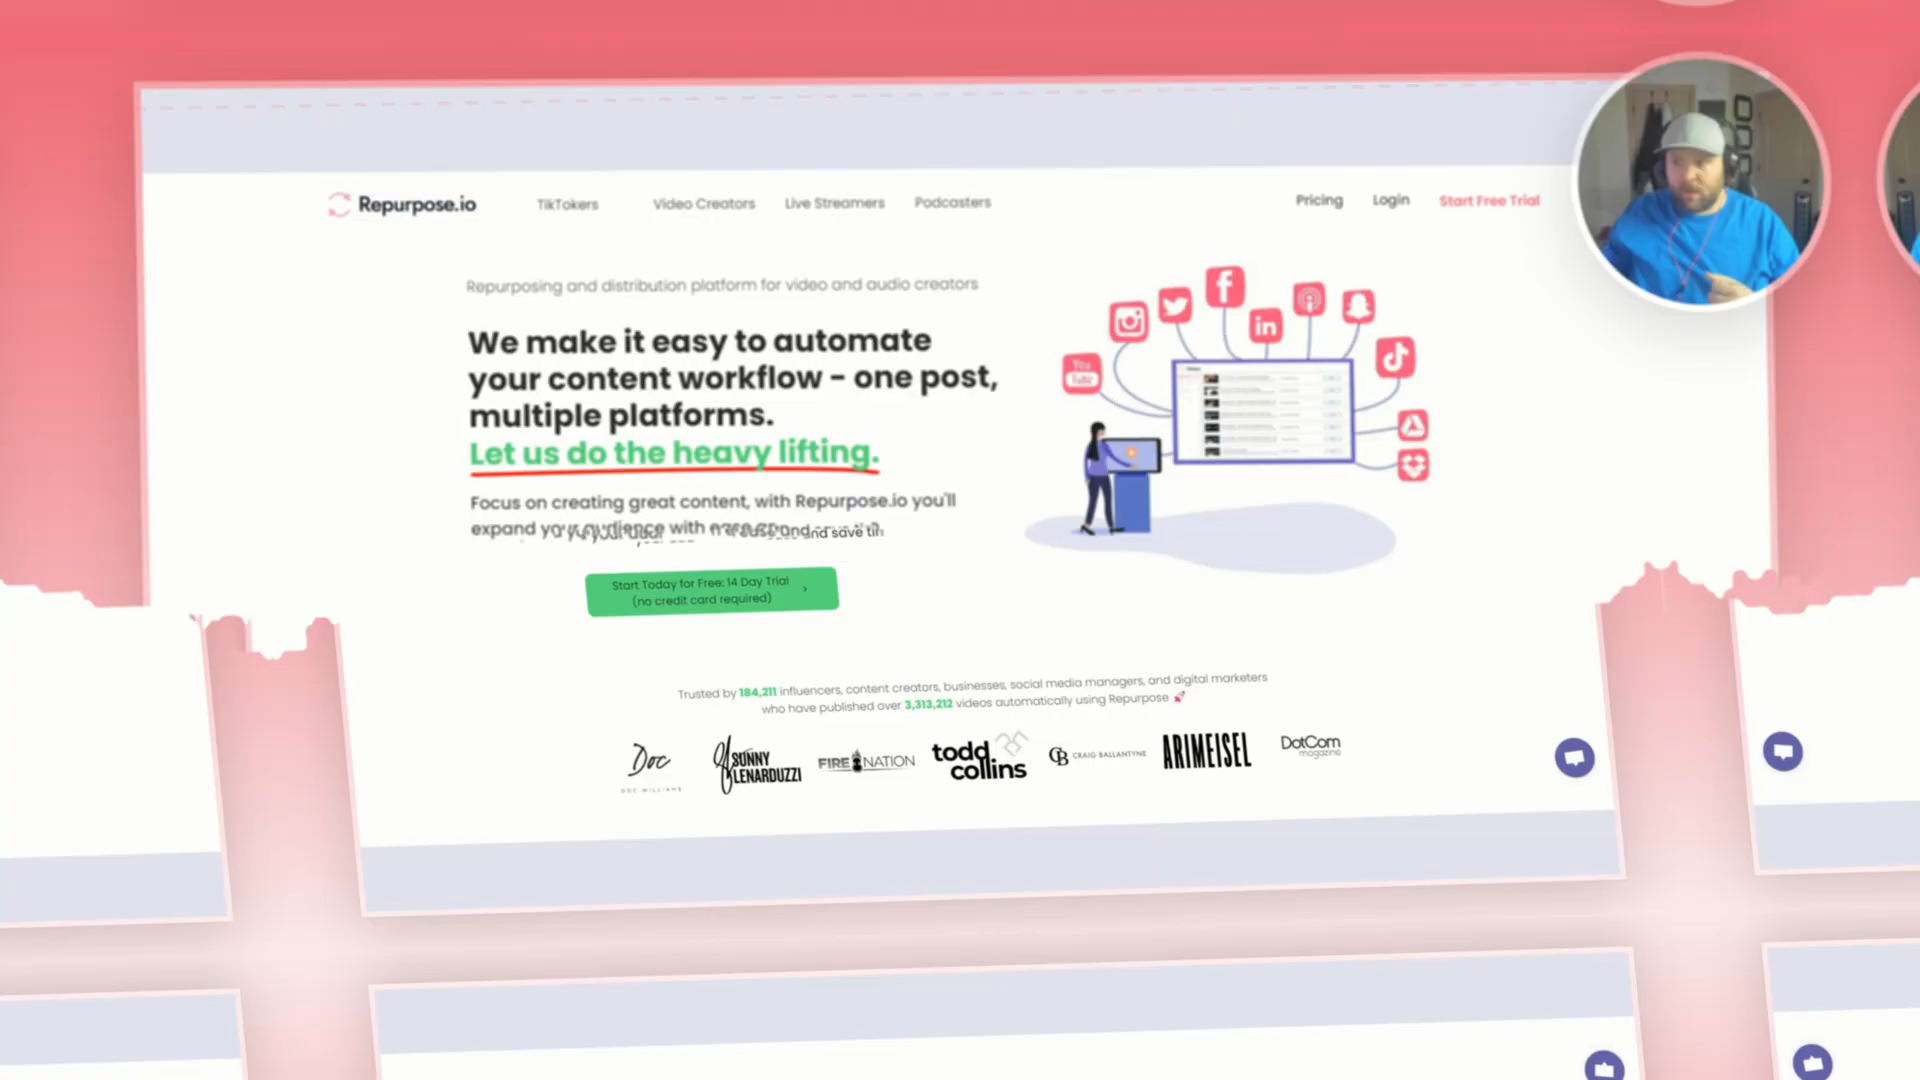 Repurpose.io TikTokers Video Creators Live Streamers Podcasters Pricing Login Start Free Trial
Repurposing and distribution platform for video and audio creators
We make it easy to automate
your content workflow - one post,
multiple platforms.
Let us do the heavy lifting.
Focus on creating great content, with Repurpose.io you'll
expand your audience with and save
Start Today for Free: 14 Day Trial
(no credit card required)
You
Tube
in
Trusted by 184,211 influencers, content creators, businesses, social media managers, and digital marketers
who have published over 3,313,212 videos automatically using Repurpose 🚀
Doc
DOC WILLIAMS
SUNNY
LENARDUZZI
FIRE NATION
todd
collins
CB CRAIG BALLANTYNE
ARIMEISEL
DotCom
magazine